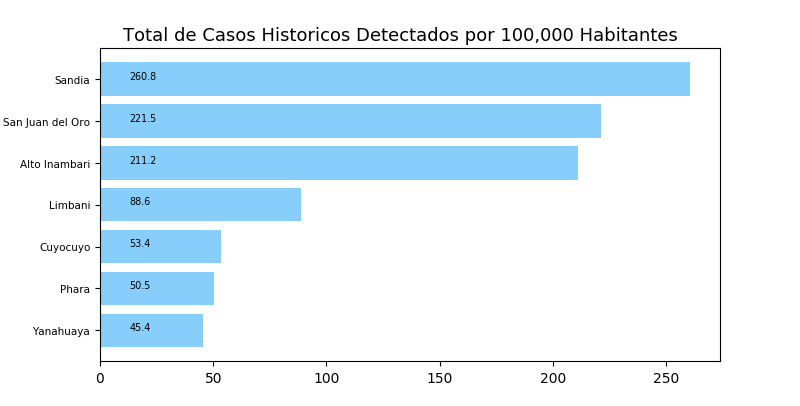 Total de Casos Historicos Detectados por 100,000 Habitantes
Sandia 260.8
San Juan del Oro 221.5
Alto Inambari 211.2
Limbani 88.6
Cuyocuyo 53.4
Phara 50.5
Yanahuaya 45.4
0 50 100 150 200 250